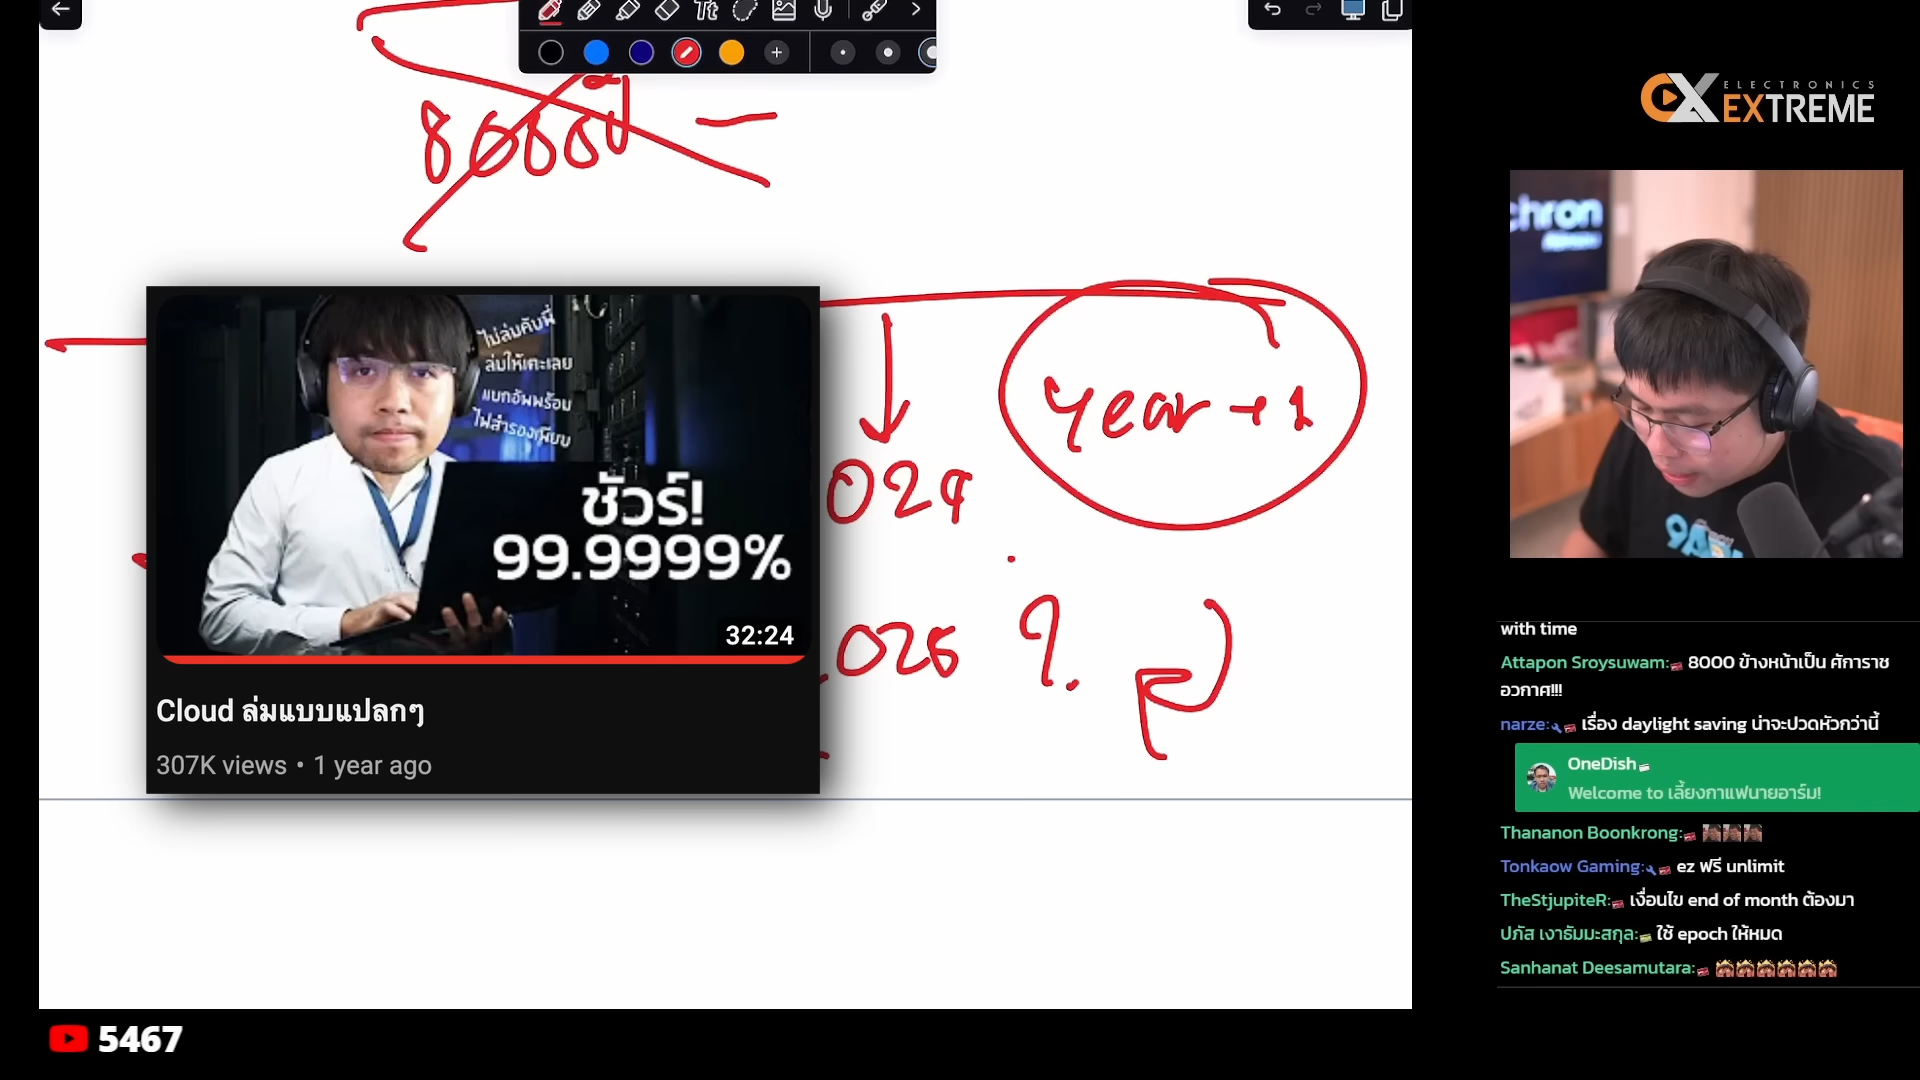 Tt
ELECTRONICS
EXTREME
chron
year + 1
ไม่ล่มคับพี่
ล่มให้เตะเลย
แบกอัพพร้อม
ไฟสำรองเพียบ
ชัวร์!
99.9999%
32:24
024
026 ?
Cloud ล่มแบบแปลกๆ
307K views • 1 year ago
with time
Attapon Sroysuwam: 8000 ข้างหน้าเป็น ศักราช
อวกาศ!!!
narze: เรื่อง daylight saving น่าจะปวดหัวกว่านี้
OneDish
Welcome to เลี้ยงกาแฟนายอาร์ม!
Thananon Boonkrong:
Tonkaow Gaming: ez ฟรี unlimit
TheStjupiteR: เงื่อนไข end of month ต้องมา
ปภัส เงาธัมมะสกุล: ใช้ epoch ให้หมด
Sanhanat Deesamutara:
5467